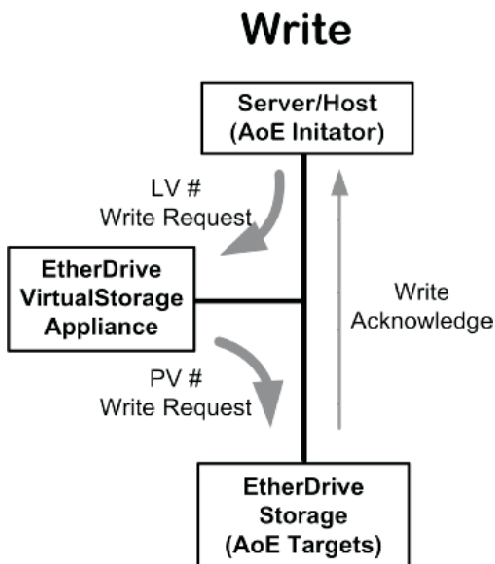 Write
Server/Host
(AoE Initator)
LV #
Write Request
EtherDrive
VirtualStorage
Appliance
Write
Acknowledge
PV #
Write Request
EtherDrive
Storage
(AoE Targets)